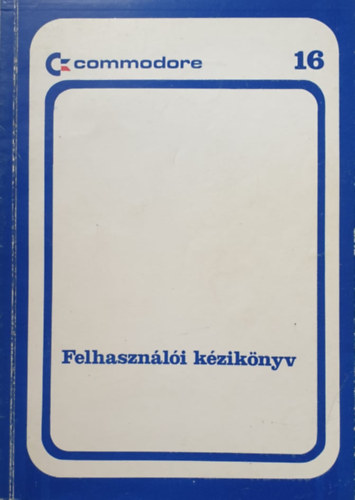 commodore 16
Felhasználói kézikönyv